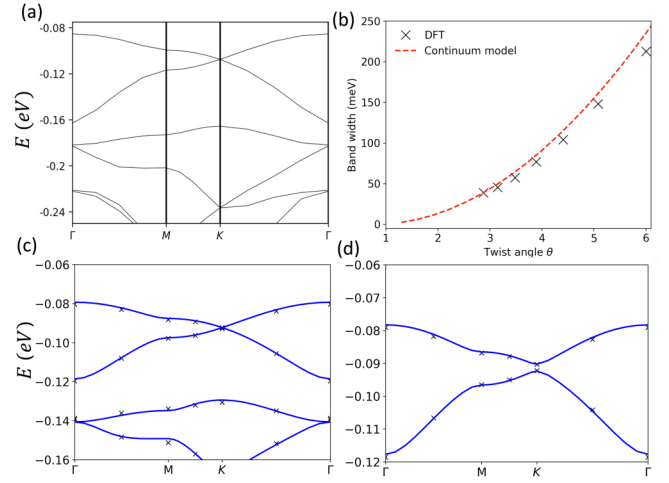 (a)
E (eV)
-0.08
-0.12
-0.16
-0.2
-0.24
Γ M K Γ
(b)
Band width (meV)
250
200
150
100
50
0
DFT
Continuum model
1 2 3 4 5 6
Twist angle θ
(c)
E (eV)
−0.06
−0.08
−0.10
−0.12
−0.14
−0.16
Γ M K Γ
(d)
−0.06
−0.07
−0.08
−0.09
−0.10
−0.11
−0.12
Γ M K Γ